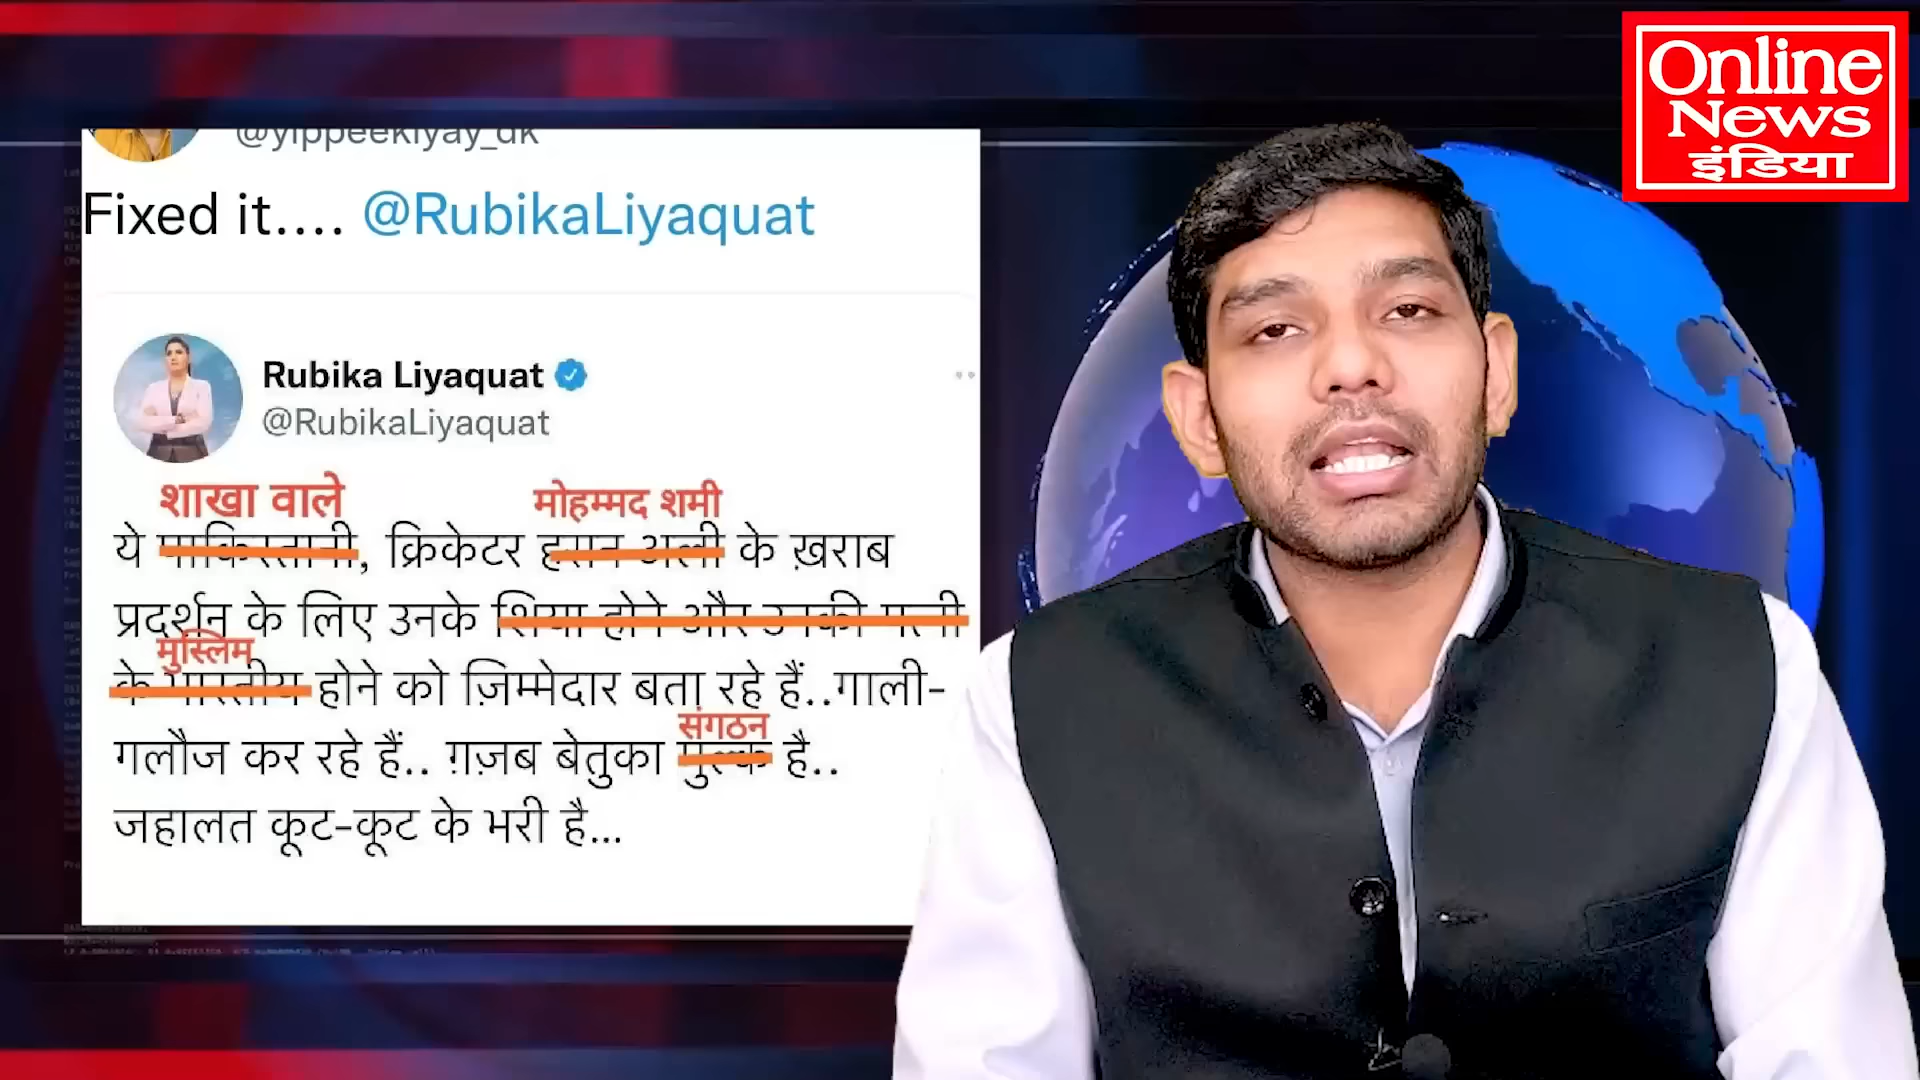 Online
News
इंडिया
@yippeekiyay_dk
Fixed it.... @RubikaLiyaquat
Rubika Liyaquat
@RubikaLiyaquat
शाखा वाले मोहम्मद शमी
ये पाकिस्तानी, क्रिकेटर हसन अली के ख़राब
प्रदर्शन के लिए उनके शिया होने और उनकी पत्नी
मुस्लिम
के भारतीय होने को ज़िम्मेदार बता रहे हैं..गाली-
संगठन
गलौज कर रहे हैं.. ग़ज़ब बेतुका मुल्क है..
जहालत कूट-कूट के भरी है...